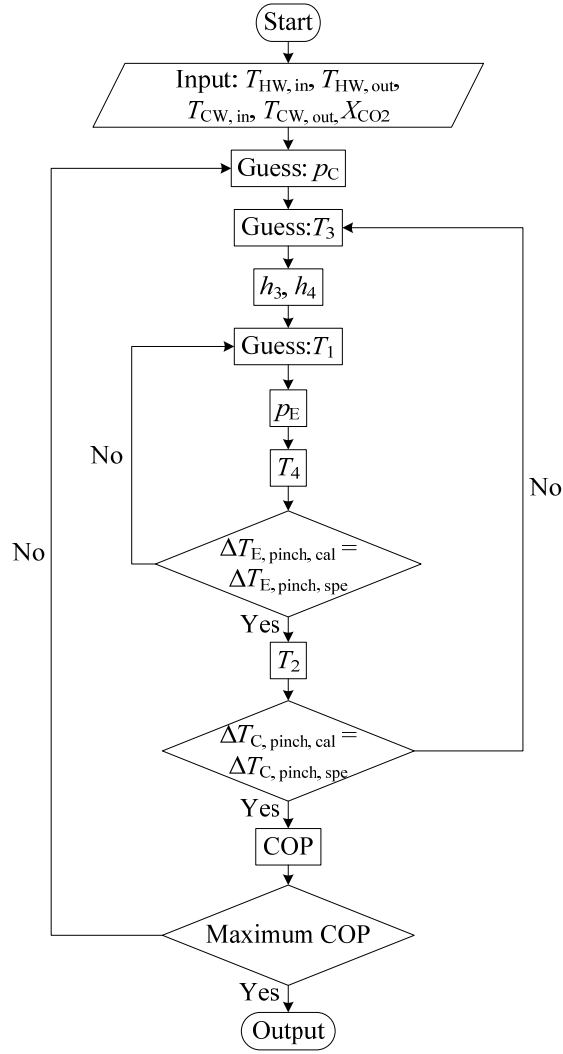 Start
Input: T_HW, in, T_HW, out,
T_CW, in, T_CW, out, X_CO2
Guess: p_C
Guess:T_3
h_3, h_4
Guess:T_1
p_E
No
T_4
No
No
ΔT_E, pinch, cal =
ΔT_E, pinch, spe
Yes
T_2
ΔT_C, pinch, cal =
ΔT_C, pinch, spe
Yes
COP
Maximum COP
Yes
Output